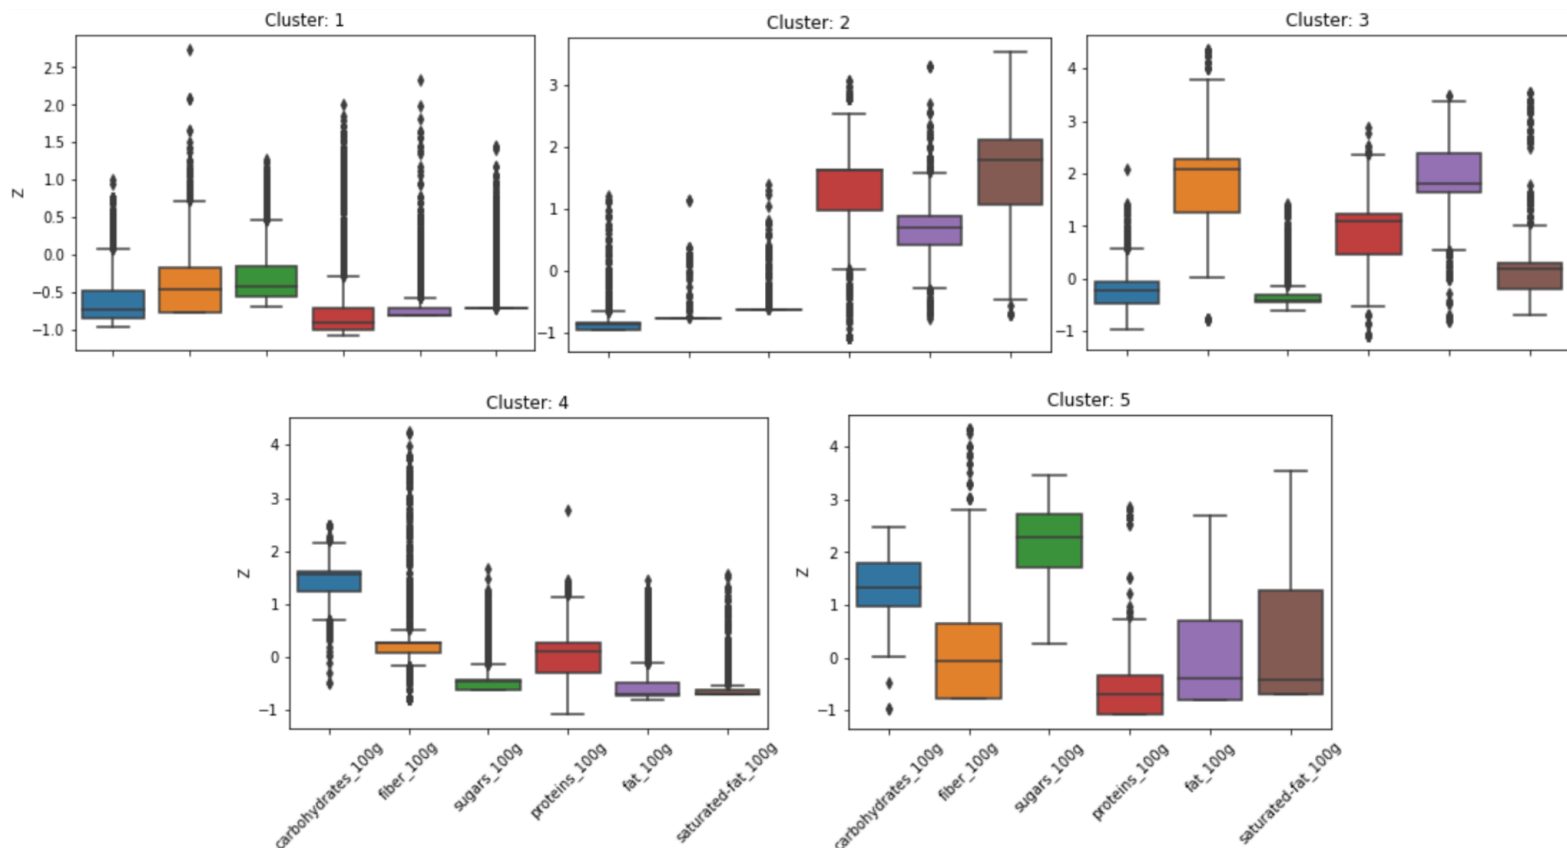 Cluster: 1
Cluster: 2
Cluster: 3
Z
2.5
2.0
1.5
1.0
0.5
0.0
−0.5
−1.0
3
2
1
0
−1
4
3
2
1
0
−1
Cluster: 4
Cluster: 5
Z
4
3
2
1
0
−1
carbohydrates_100g
fiber_100g
sugars_100g
proteins_100g
fat_100g
saturated-fat_100g
Z
4
3
2
1
0
−1
carbohydrates_100g
fiber_100g
sugars_100g
proteins_100g
fat_100g
saturated-fat_100g